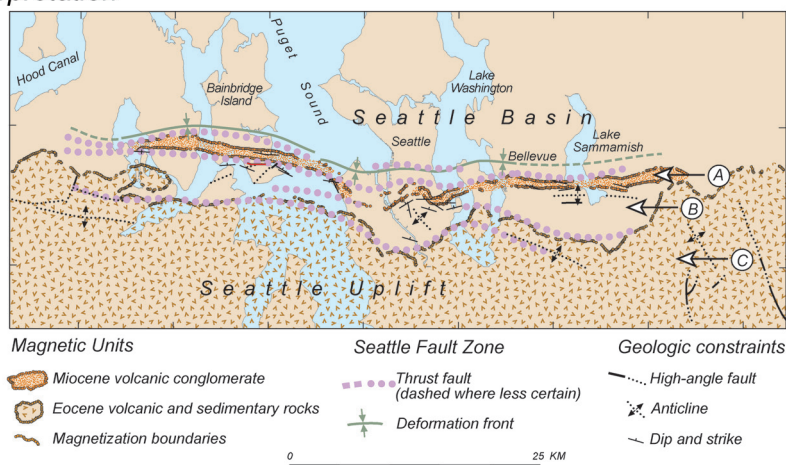 Hood Canal
Bainbridge
Island
Puget
Sound
Lake
Washington
Seattle Basin
Seattle
Bellevue
Lake
Sammamish
A
B
C
Seattle Uplift
Magnetic Units
Miocene volcanic conglomerate
Eocene volcanic and sedimentary rocks
Magnetization boundaries
Seattle Fault Zone
Thrust fault
(dashed where less certain)
Deformation front
Geologic constraints
High-angle fault
Anticline
Dip and strike
0 25 KM